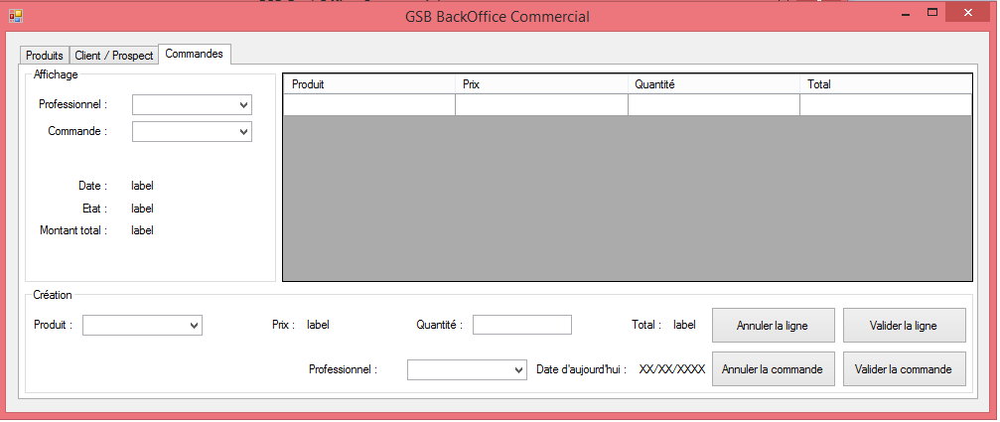 GSB BackOffice Commercial
Produits Client / Prospect Commandes
Affichage
Professionnel :
Commande :
Date : label
Etat : label
Montant total : label
Produit Prix Quantité Total
Création
Produit : Prix : label Quantité : Total : label Annuler la ligne Valider la ligne
Professionnel : Date d'aujourd'hui : XX/XX/XXXX Annuler la commande Valider la commande